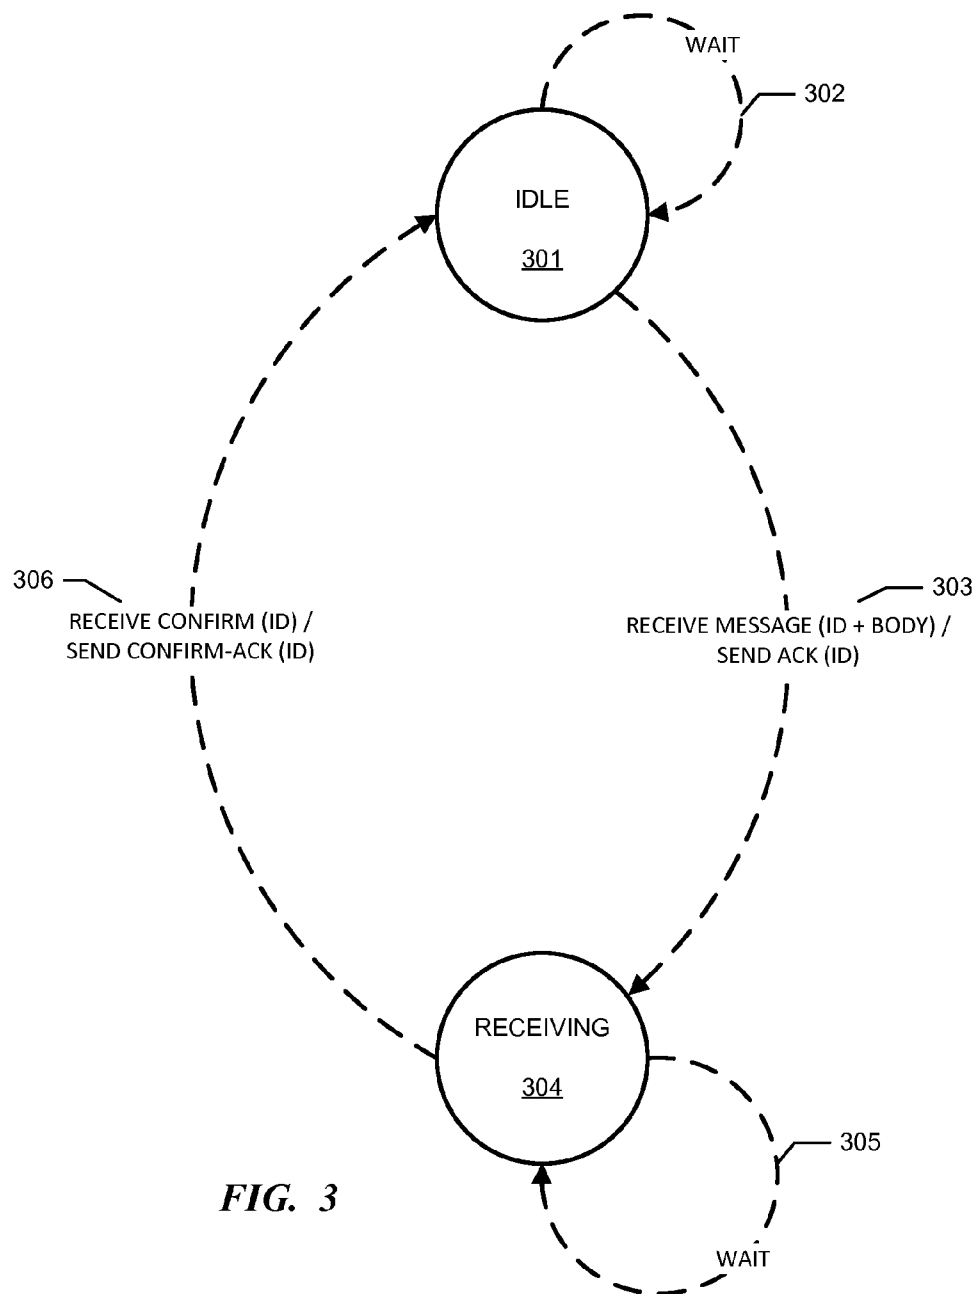 WAIT
302
IDLE
301
306
303
RECEIVE CONFIRM (ID) /
SEND CONFIRM-ACK (ID)
RECEIVE MESSAGE (ID + BODY) /
SEND ACK (ID)
RECEIVING
304
305
FIG. 3
WAIT